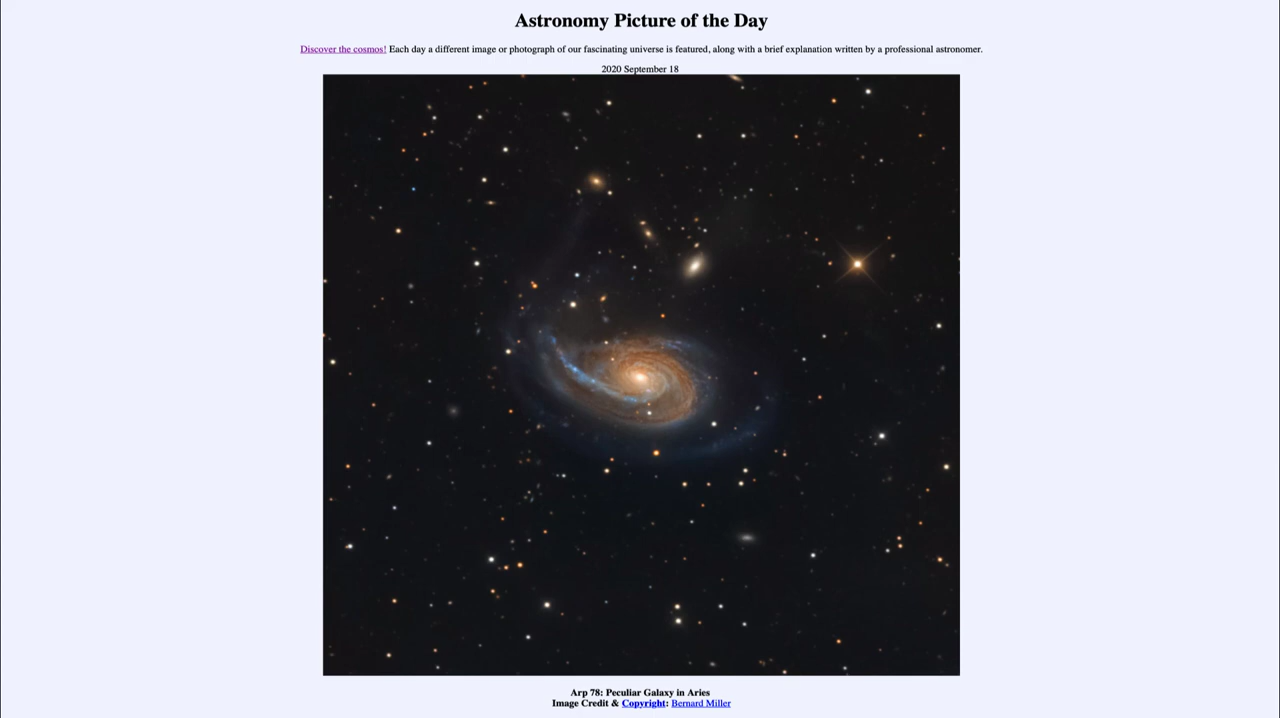 Astronomy Picture of the Day
Discover the cosmos! Each day a different image or photograph of our fascinating universe is featured, along with a brief explanation written by a professional astronomer.
2020 September 18
Arp 78: Peculiar Galaxy in Aries
Image Credit & Copyright: Bernard Miller